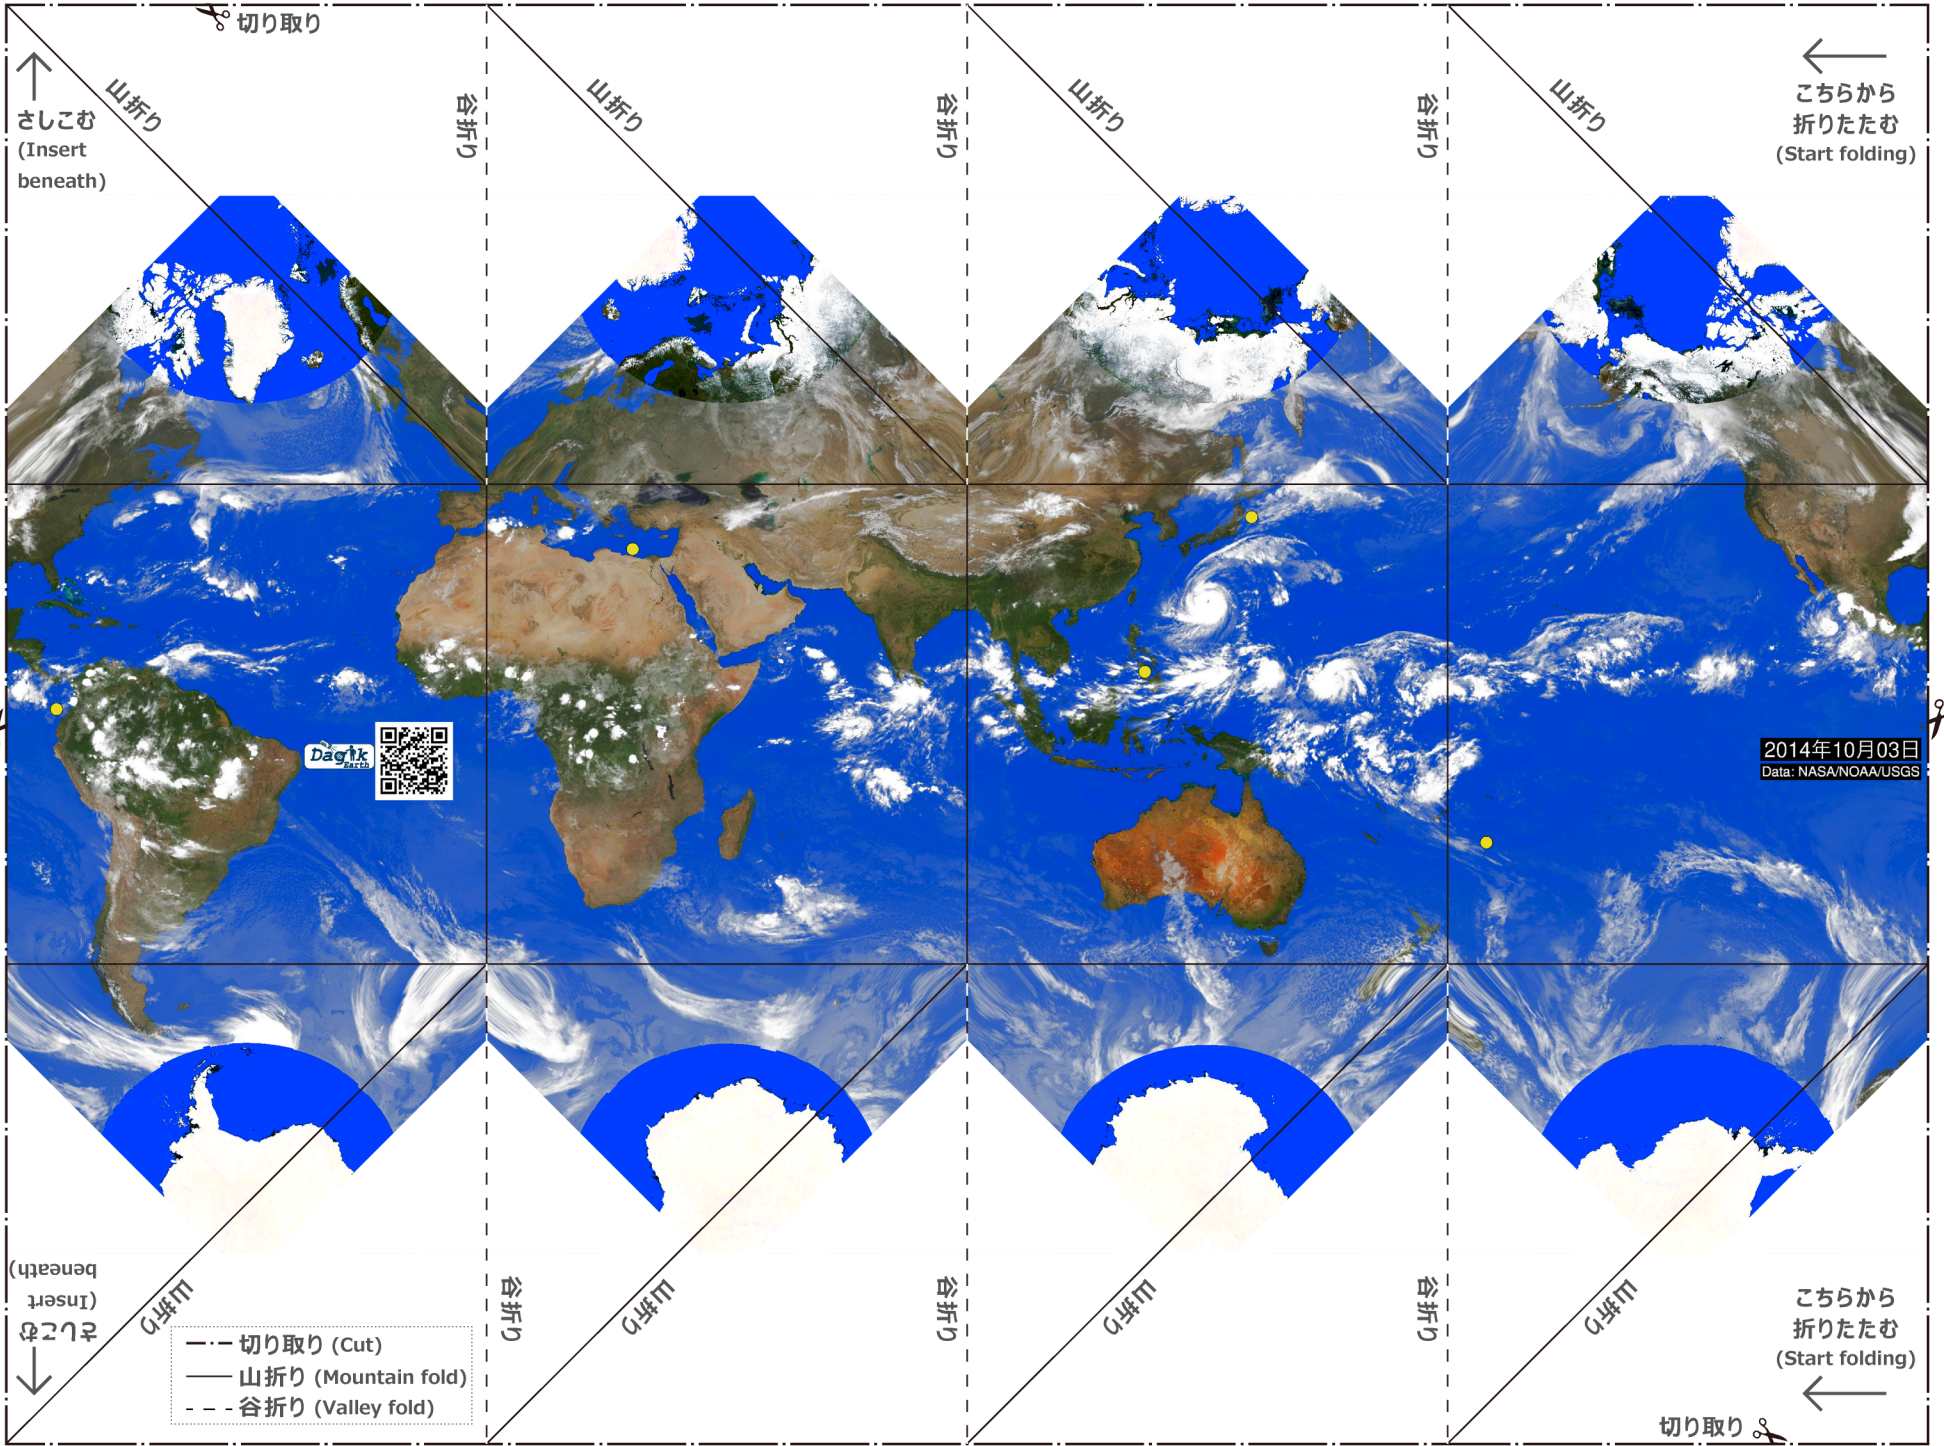 切り取り
山折り
谷折り
山折り
谷折り
山折り
谷折り
山折り
さしこむ
(Insert
beneath)
こちらから
折りたたむ
(Start folding)
Dagik
Earth
2014年10月03日
Data: NASA/NOAA/USGS
さしこむ
(Insert
beneath)
山折り
谷折り
山折り
谷折り
山折り
谷折り
山折り
こちらから
折りたたむ
(Start folding)
切り取り (Cut)
山折り (Mountain fold)
谷折り (Valley fold)
切り取り